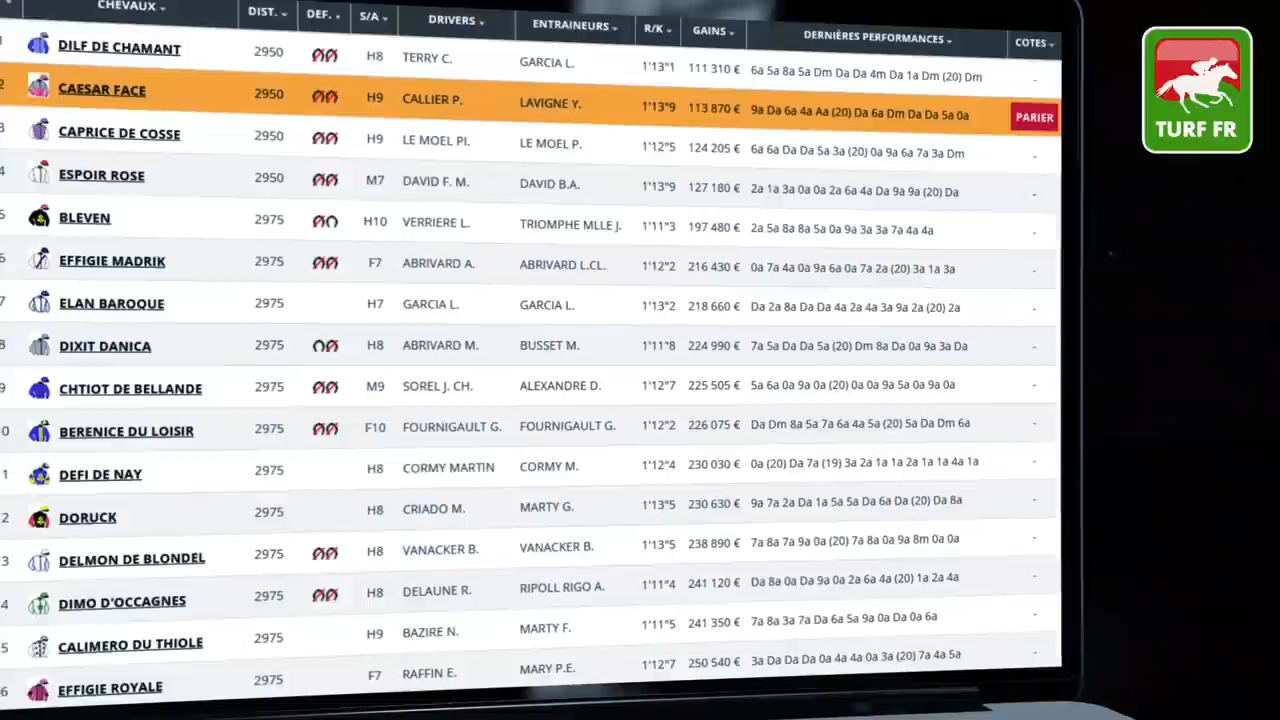 CHEVAUX DIST. DEF. S/A DRIVERS ENTRAINEURS R/K GAINS DERNIÈRES PERFORMANCES COTES
1 DILF DE CHAMANT 2950 H8 TERRY C. GARCIA L. 1'13"1 111 310 € 6a 5a 8a 5a Dm Da Da 4m Da 1a Dm (20) Dm -
2 CAESAR FACE 2950 H9 CALLIER P. LAVIGNE Y. 1'13"9 113 870 € 9a Da 6a 4a Aa (20) Da 6a Dm Da Da 5a 0a PARIER
3 CAPRICE DE COSSE 2950 H9 LE MOEL PI. LE MOEL P. 1'12"5 124 205 € 6a 6a Da Da 5a 3a (20) 0a 9a 6a 7a 3a Dm -
4 ESPOIR ROSE 2950 M7 DAVID F. M. DAVID B.A. 1'13"9 127 180 € 2a 1a 3a 0a 0a 2a 6a 4a Da 9a 9a (20) Da -
5 BLEVEN 2975 H10 VERRIERE L. TRIOMPHE MLLE J. 1'11"3 197 480 € 2a 5a 8a 8a 5a 0a 9a 3a 3a 7a 4a 4a -
6 EFFIGIE MADRIK 2975 F7 ABRIVARD A. ABRIVARD L.CL. 1'12"2 216 430 € 0a 7a 4a 0a 9a 6a 0a 7a 2a (20) 3a 1a 3a -
7 ELAN BAROQUE 2975 H7 GARCIA L. GARCIA L. 1'13"2 218 660 € Da 2a 8a Da Da 4a 2a 4a 3a 9a 2a (20) 2a -
8 DIXIT DANICA 2975 H8 ABRIVARD M. BUSSET M. 1'11"8 224 990 € 7a 5a Da Da 5a (20) Dm 8a Da 0a 9a 3a Da -
9 CHTIOT DE BELLANDE 2975 M9 SOREL J. CH. ALEXANDRE D. 1'12"7 225 505 € 5a 6a 0a 9a 0a (20) 0a 0a 9a 5a 0a 9a 0a -
0 BERENICE DU LOISIR 2975 F10 FOURNIGAULT G. FOURNIGAULT G. 1'12"2 226 075 € Da Dm 8a 5a 7a 6a 4a 5a (20) 5a Da Dm 6a -
1 DEFI DE NAY 2975 H8 CORMY MARTIN CORMY M. 1'12"4 230 030 € 0a (20) Da 7a (19) 3a 2a 1a 1a 2a 1a 1a 4a 1a -
2 DORUCK 2975 H8 CRIADO M. MARTY G. 1'13"5 230 630 € 9a 7a 2a Da 1a 5a 5a Da 6a Da (20) Da 8a -
3 DELMON DE BLONDEL 2975 H8 VANACKER B. VANACKER B. 1'13"5 238 890 € 7a 8a 7a 9a 0a (20) 7a 8a 0a 9a 8m 0a 0a -
4 DIMO D'OCCAGNES 2975 H8 DELAUNE R. RIPOLL RIGO A. 1'11"4 241 120 € Da 8a 0a Da 9a 0a 2a 6a 4a (20) 1a 2a 4a -
5 CALIMERO DU THIOLE 2975 H9 BAZIRE N. MARTY F. 1'11"5 241 350 € 7a 8a 3a 7a Da 6a 5a 9a 0a Da 0a 6a -
6 EFFIGIE ROYALE 2975 F7 RAFFIN E. MARY P.E. 1'12"7 250 540 € 3a Da Da Da 0a 4a 4a 0a 3a (20) 7a 4a 5a -
TURF FR